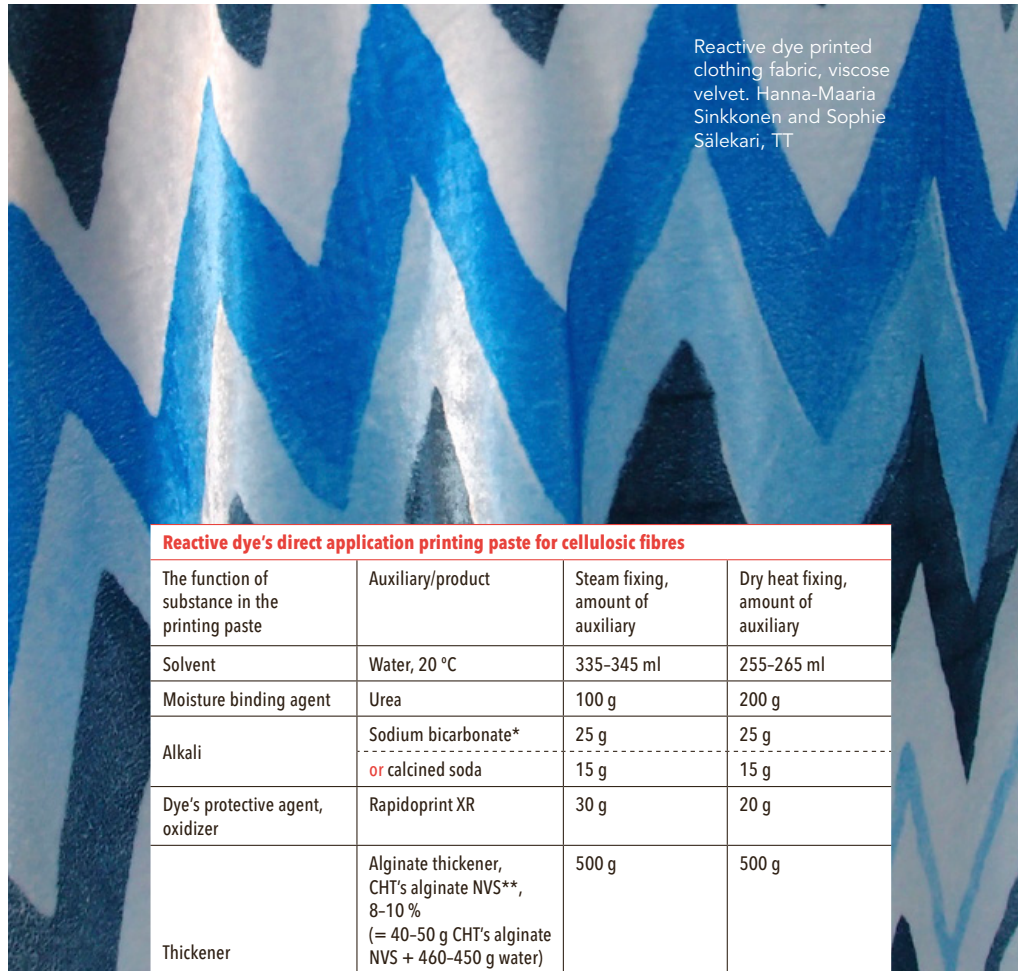 Reactive dye printed
clothing fabric, viscose
velvet. Hanna-Maaria
Sinkkonen and Sophie
Sälekari, TT
Reactive dye's direct application printing paste for cellulosic fibres
The function of
substance in the
printing paste
Auxiliary/product
Steam fixing,
amount of
auxiliary
Dry heat fixing,
amount of
auxiliary
Solvent
Water, 20 ºC
335–345 ml
255–265 ml
Moisture binding agent
Urea
100 g
200 g
Alkali
Sodium bicarbonate*
25 g
25 g
or calcined soda
15 g
15 g
Dye's protective agent,
oxidizer
Rapidoprint XR
30 g
20 g
Thickener
Alginate thickener,
CHT's alginate NVS**,
8–10 %
(= 40–50 g CHT's alginate
NVS + 460–450 g water)
500 g
500 g